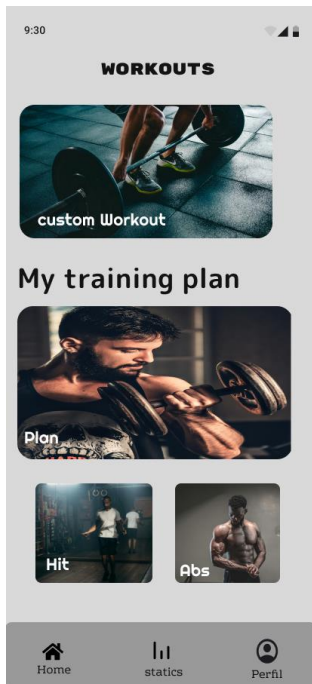 9:30
WORKOUTS
custom Workout
My training plan
Plan
Hit
Abs
Home
statics
Perfil